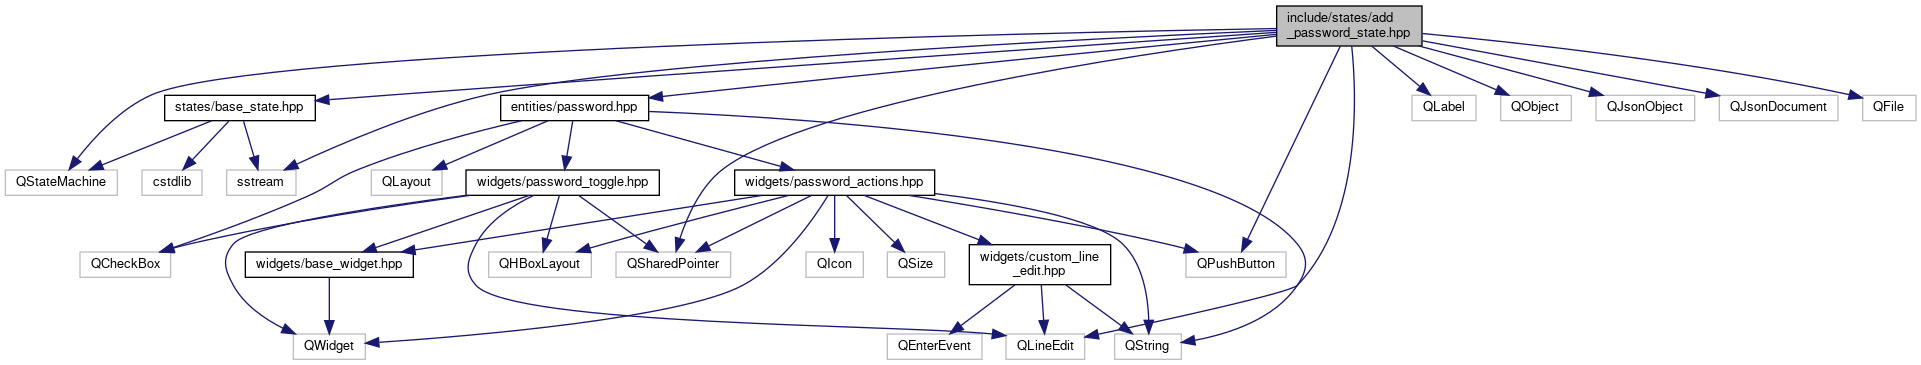 include/states/add
_password_state.hpp
states/base_state.hpp
entities/password.hpp
QLabel
QObject
QJsonObject
QJsonDocument
QFile
QStateMachine
cstdlib
sstream
QLayout
widgets/password_toggle.hpp
widgets/password_actions.hpp
QCheckBox
widgets/base_widget.hpp
QHBoxLayout
QSharedPointer
QIcon
QSize
widgets/custom_line
_edit.hpp
QPushButton
QWidget
QEnterEvent
QLineEdit
QString